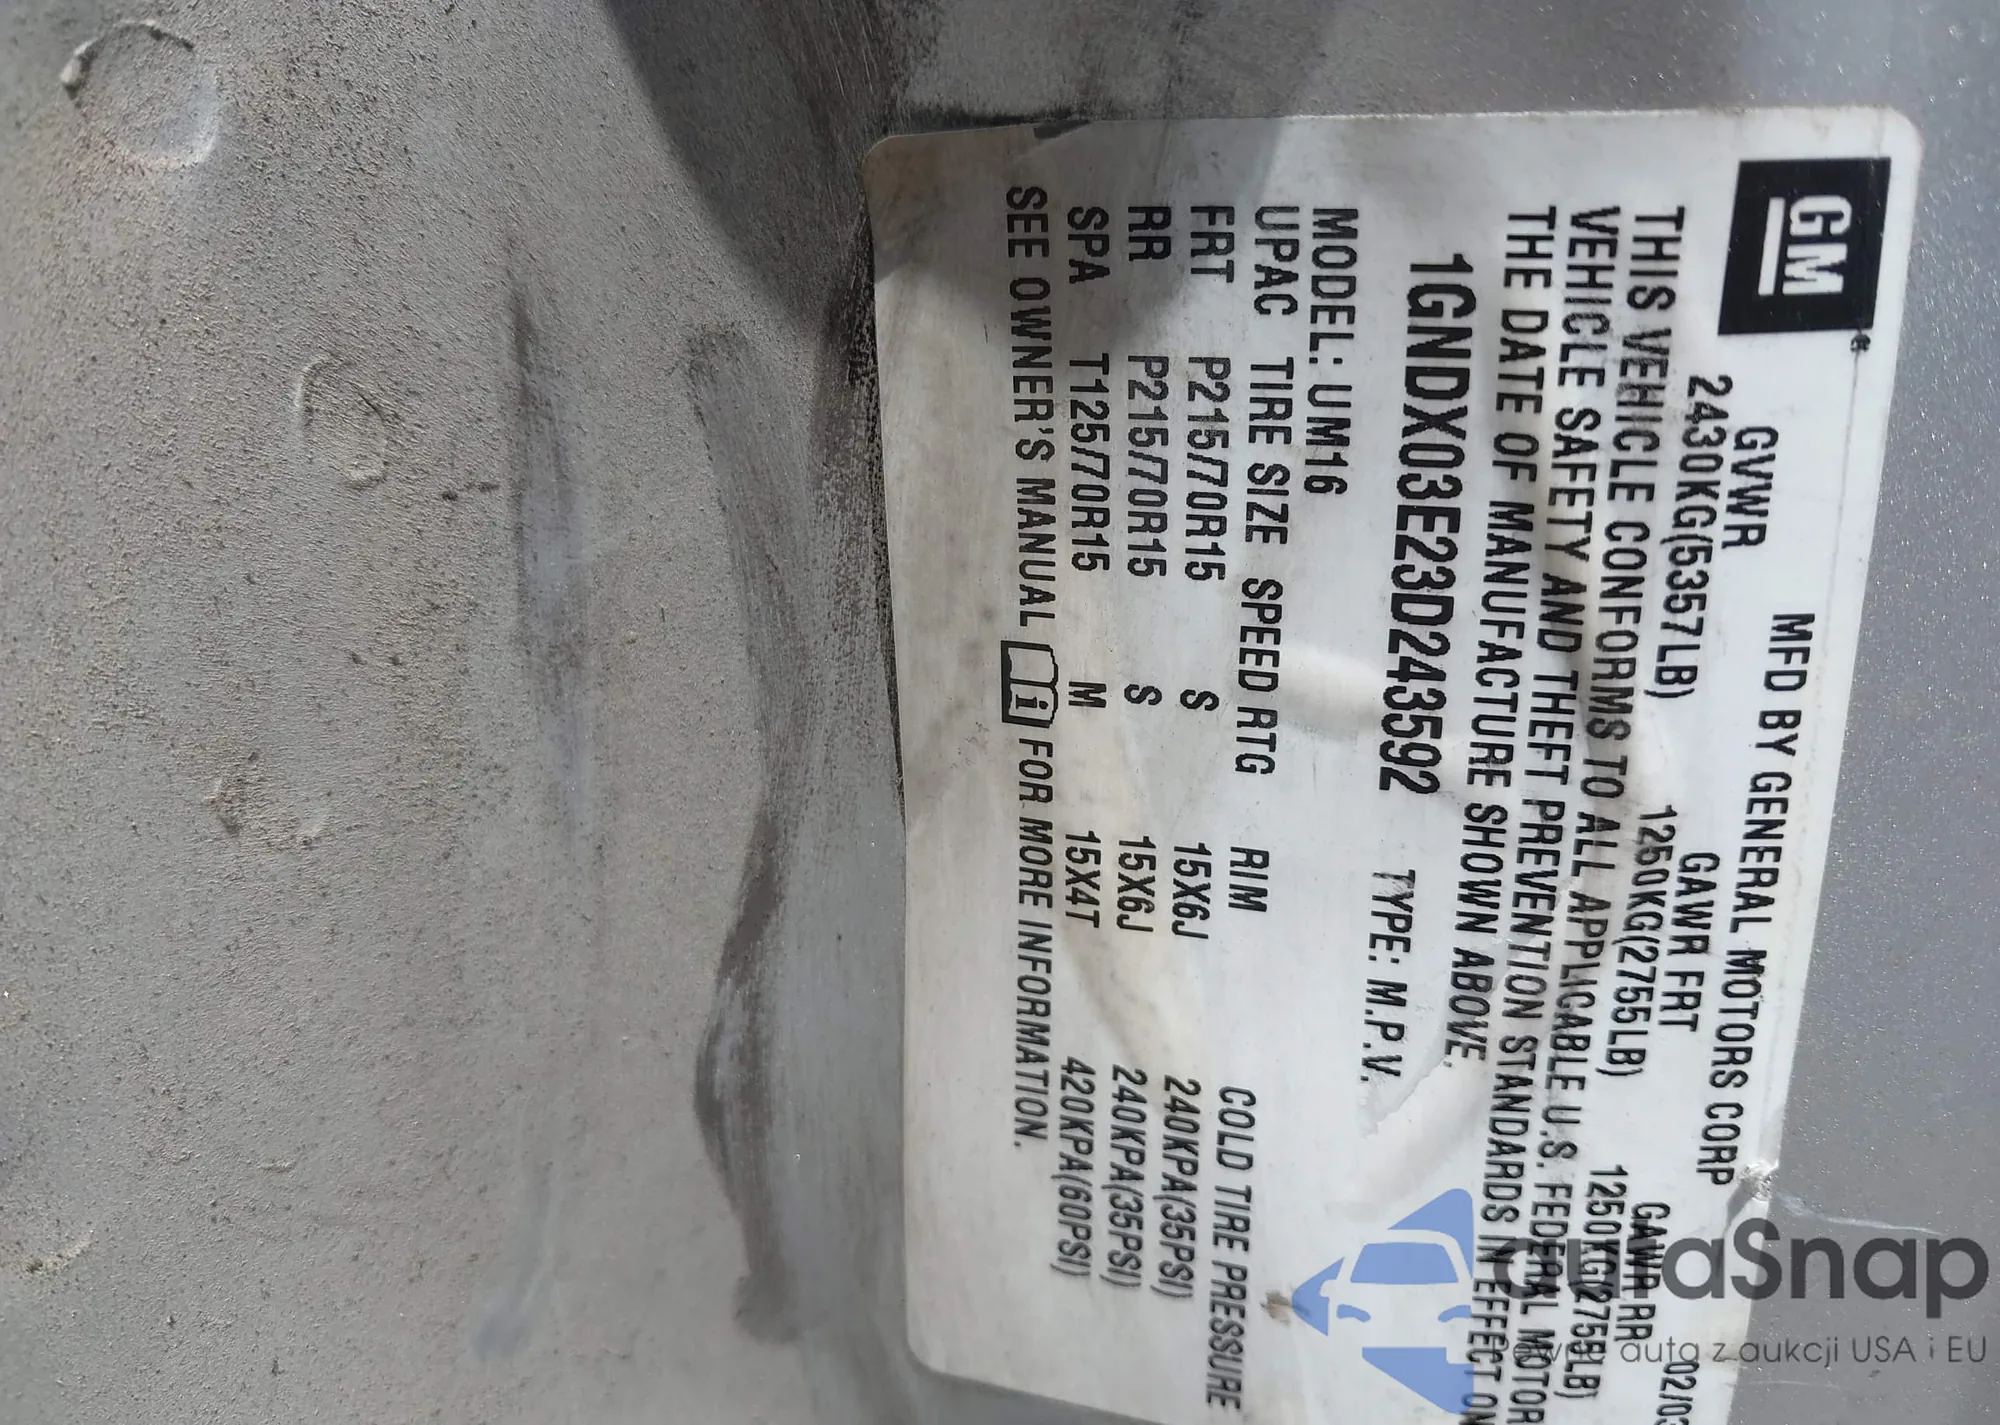 GM
MFD BY GENERAL MOTORS CORP 02/03
GVWR GAWR FRT GAWR RR
2430KG(5357LB) 1250KG(2755LB) 1250KG(2755LB)
THIS VEHICLE CONFORMS TO ALL APPLICABLE U.S. FEDERAL MOTOR
VEHICLE SAFETY AND THEFT PREVENTION STANDARDS IN EFFECT ON
THE DATE OF MANUFACTURE SHOWN ABOVE.
1GNDX03E23D243592 TYPE: M.P.V.
MODEL: UM16
UPAC TIRE SIZE SPEED RTG RIM COLD TIRE PRESSURE
FRT P215/70R15 S 15X6J 240KPA(35PSI)
RR P215/70R15 S 15X6J 240KPA(35PSI)
SPA T125/70R15 M 15X4T 420KPA(60PSI)
SEE OWNER'S MANUAL i FOR MORE INFORMATION.
autaSnap
pewne auta z aukcji USA i EU